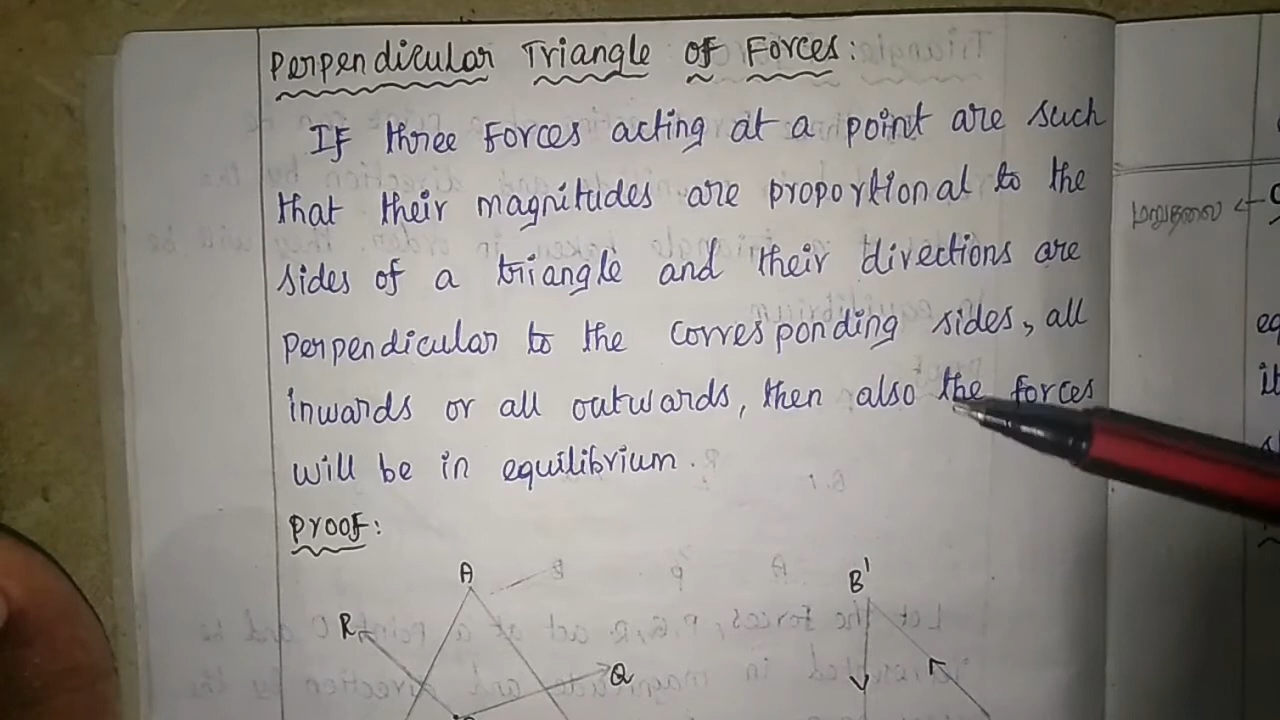 Perpendicular Triangle of Forces:
If three forces acting at a point are such
that their magnitudes are proportional to the
sides of a triangle and their directions are
perpendicular to the corresponding sides, all
inwards or all outwards, then also the forces
will be in equilibrium.
Proof:
A
B'
R
Q
மறுதலை ←